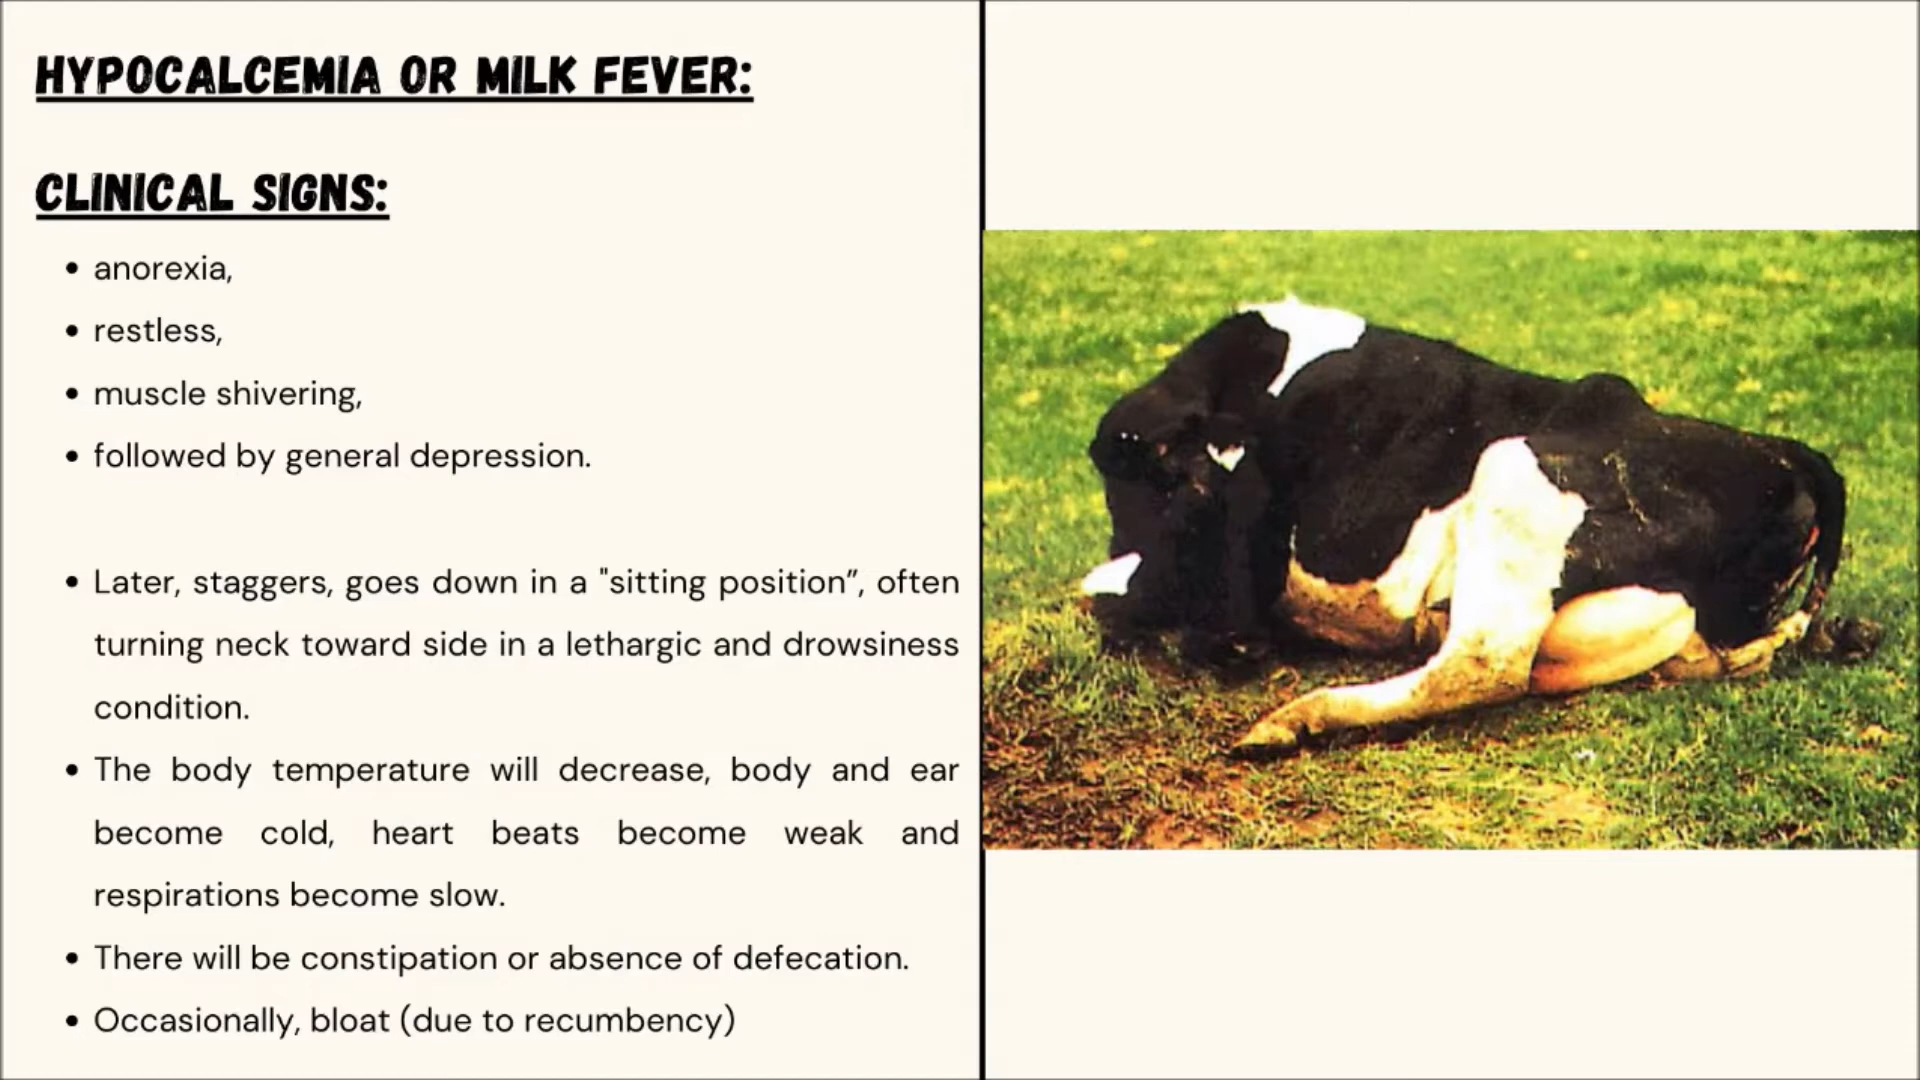 HYPOCALCEMIA OR MILK FEVER:
CLINICAL SIGNS:
• anorexia,
• restless,
• muscle shivering,
• followed by general depression.
• Later, staggers, goes down in a "sitting position”, often
turning neck toward side in a lethargic and drowsiness
condition.
• The body temperature will decrease, body and ear
become cold, heart beats become weak and
respirations become slow.
• There will be constipation or absence of defecation.
• Occasionally, bloat (due to recumbency)